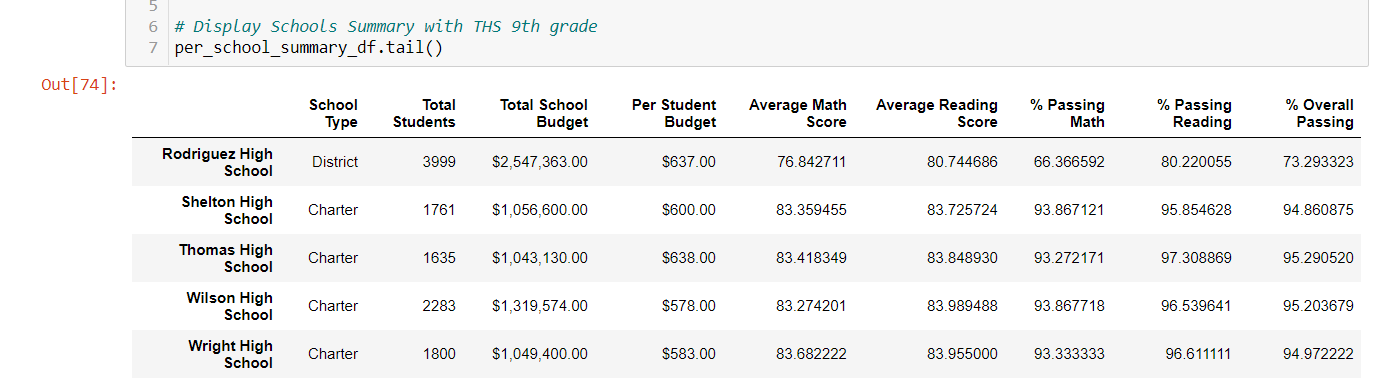 5
6 # Display Schools Summary with THS 9th grade
7 per_school_summary_df.tail()
Out[74]:
School Type Total Students Total School Budget Per Student Budget Average Math Score Average Reading Score % Passing Math % Passing Reading % Overall Passing
Rodriguez High School District 3999 $2,547,363.00 $637.00 76.842711 80.744686 66.366592 80.220055 73.293323
Shelton High School Charter 1761 $1,056,600.00 $600.00 83.359455 83.725724 93.867121 95.854628 94.860875
Thomas High School Charter 1635 $1,043,130.00 $638.00 83.418349 83.848930 93.272171 97.308869 95.290520
Wilson High School Charter 2283 $1,319,574.00 $578.00 83.274201 83.989488 93.867718 96.539641 95.203679
Wright High School Charter 1800 $1,049,400.00 $583.00 83.682222 83.955000 93.333333 96.611111 94.972222